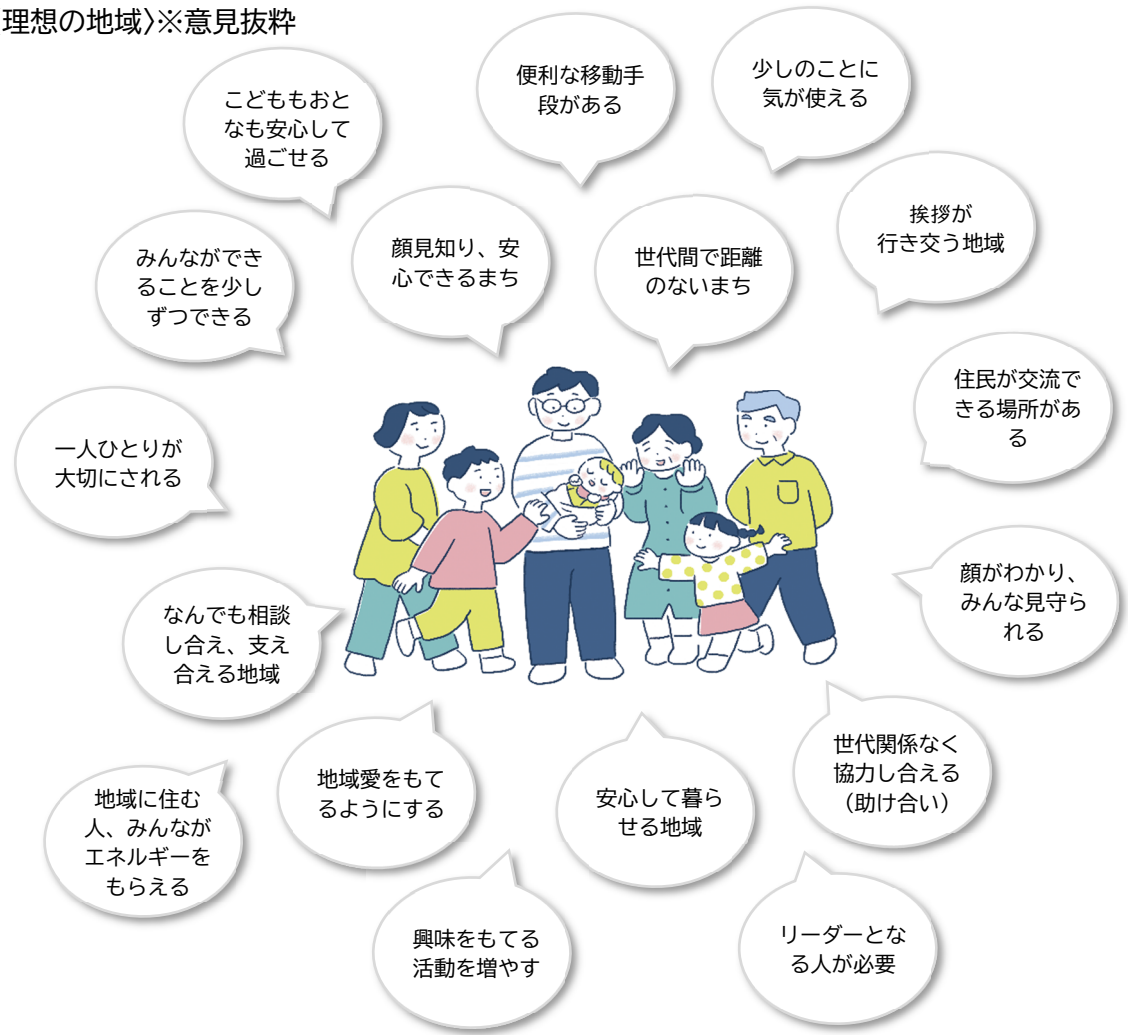 理想の地域〉※意見抜粋
便利な移動手
段がある
少しのことに
気が使える
こどももおと
なも安心して
過ごせる
挨拶が
行き交う地域
顔見知り、安
心できるまち
世代間で距離
のないまち
みんなができ
ることを少し
ずつできる
住民が交流で
きる場所があ
る
一人ひとりが
大切にされる
顔がわかり、
みんな見守ら
れる
なんでも相談
し合え、支え
合える地域
世代関係なく
協力し合える
（助け合い）
地域愛をもて
るようにする
安心して暮ら
せる地域
地域に住む
人、みんなが
エネルギーを
もらえる
興味をもてる
活動を増やす
リーダーとな
る人が必要